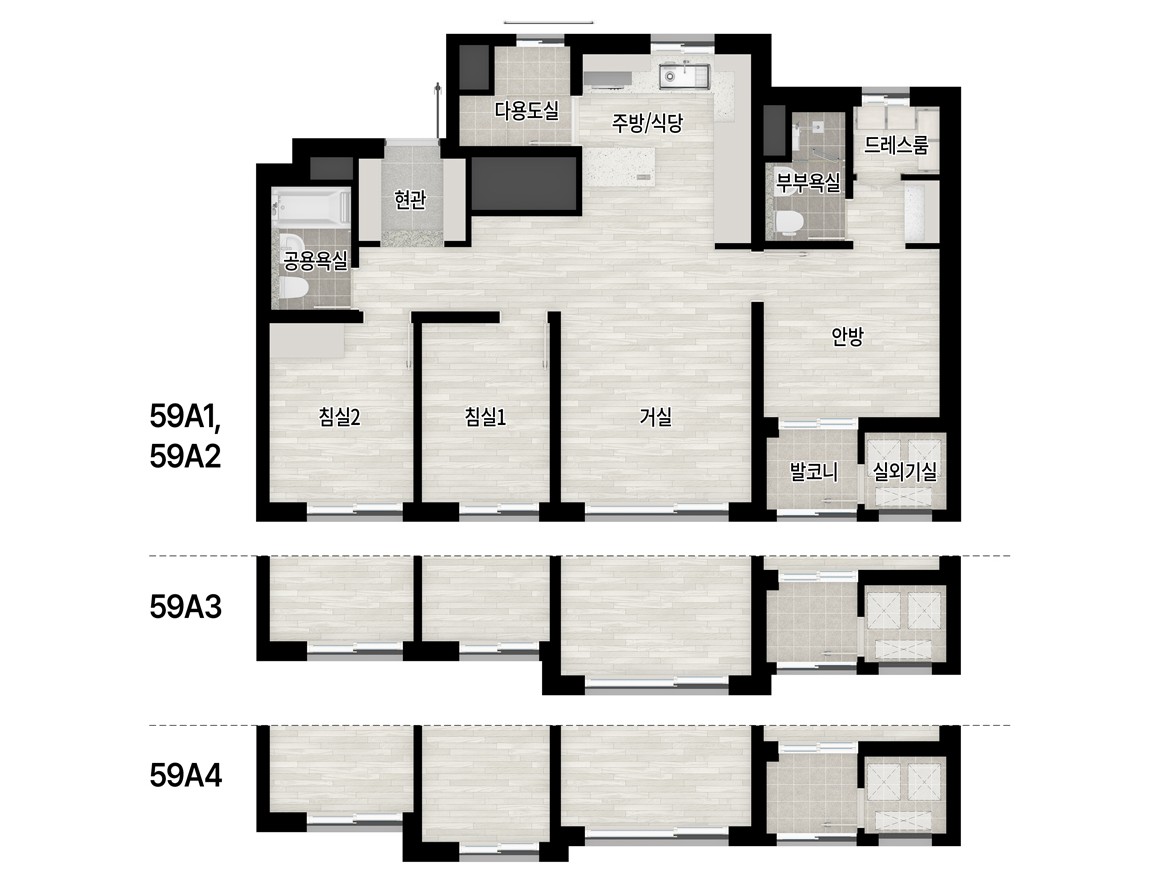 다용도실
주방/식당
드레스룸
부부욕실
현관
공용욕실
안방
59A1,
59A2
침실2
침실1
거실
발코니
실외기실
59A3
59A4